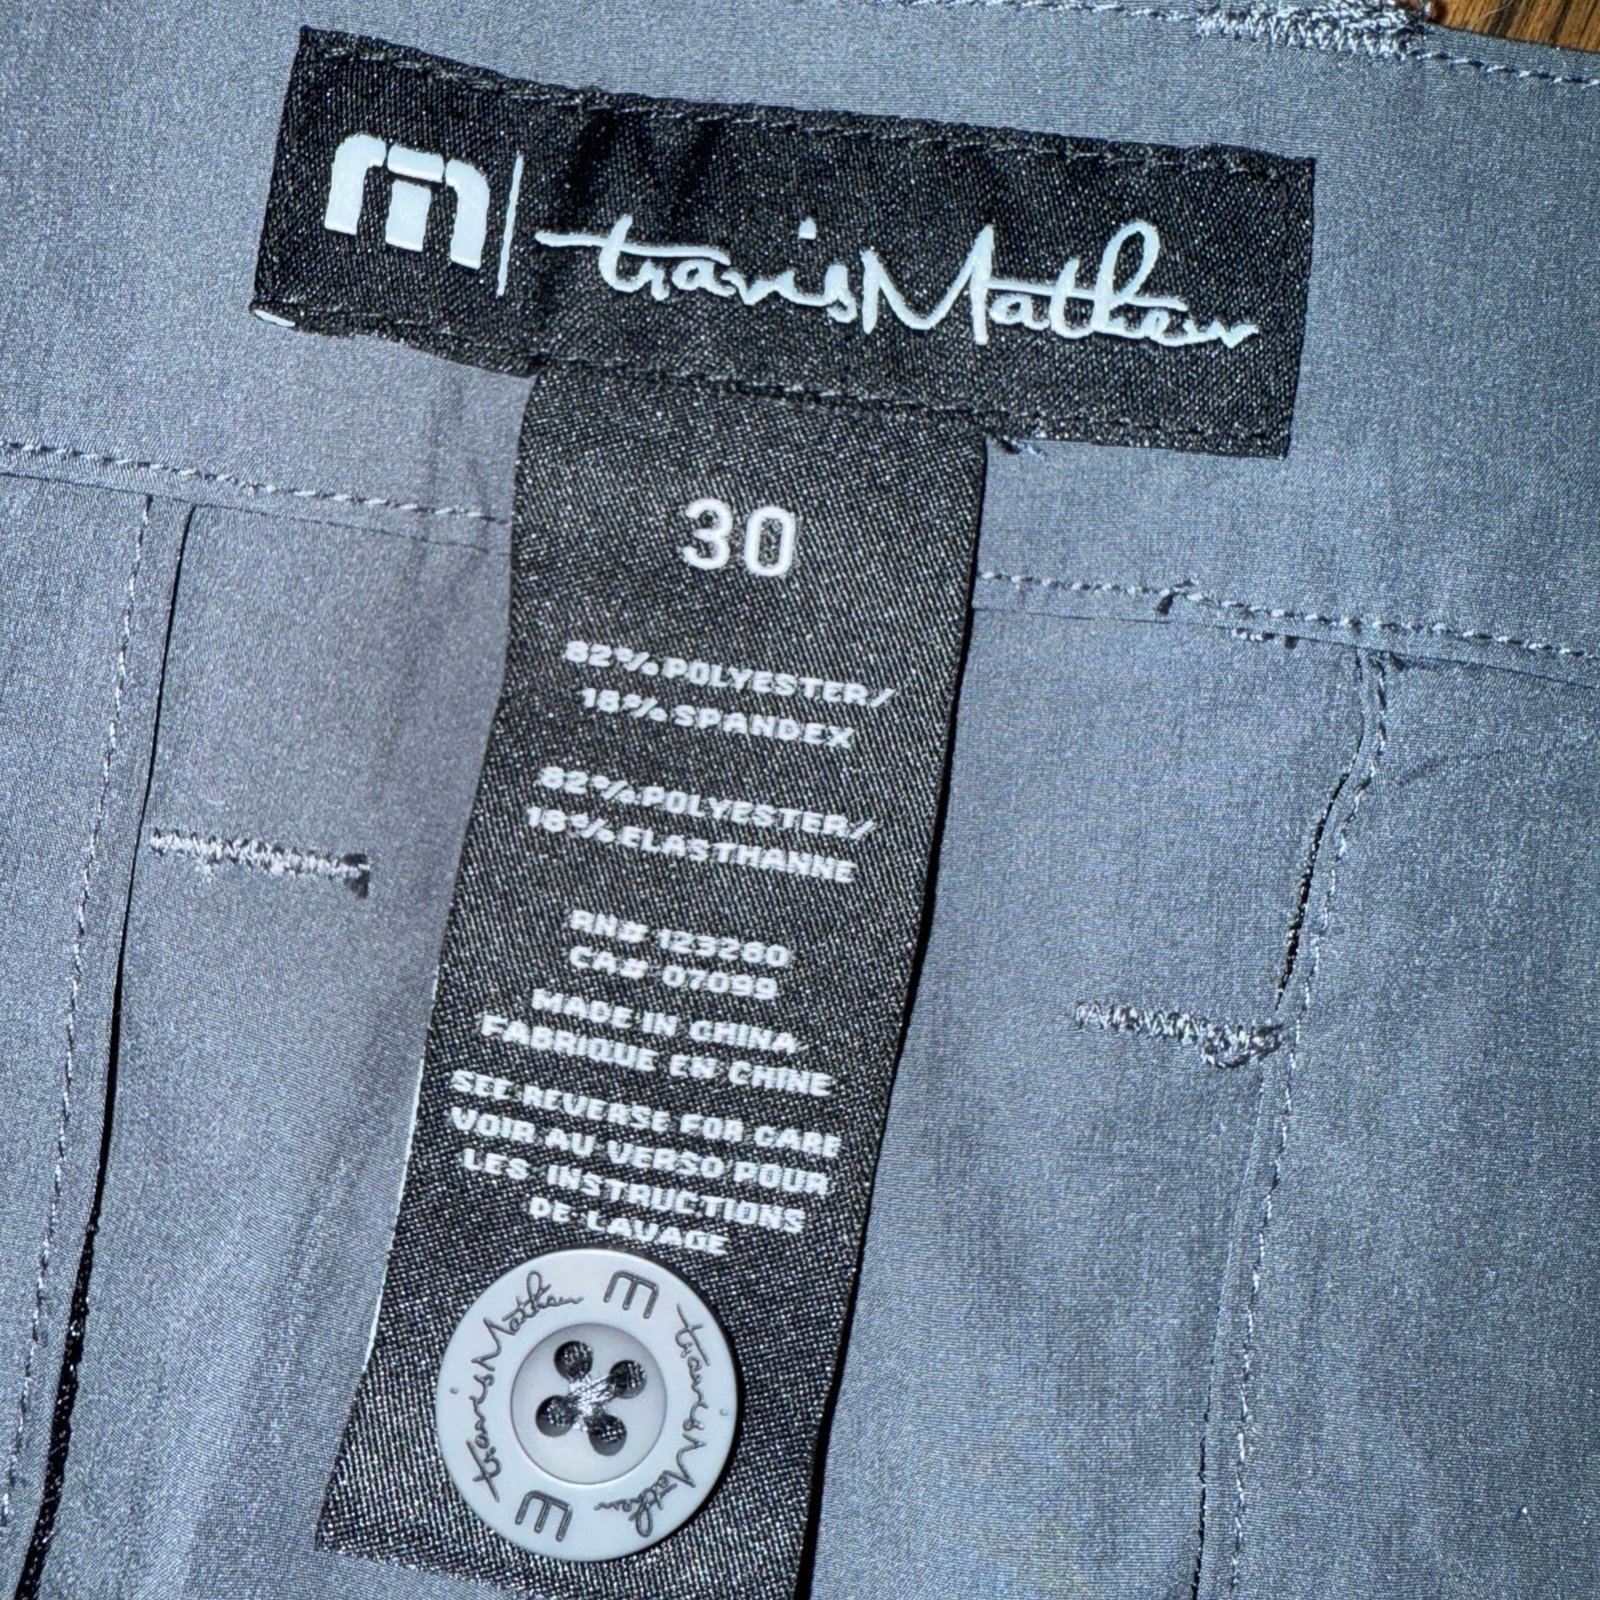 m travisMathew
30
82% POLYESTER/
18% SPANDEX
82% POLYESTER/
18% ELASTHANNE
RN# 123260
CA# 07099
MADE IN CHINA
FABRIQUE EN CHINE
SEE REVERSE FOR CARE
VOIR AU VERSO POUR
LES INSTRUCTIONS
DE LAVAGE
m travisMathew
m travisMathew